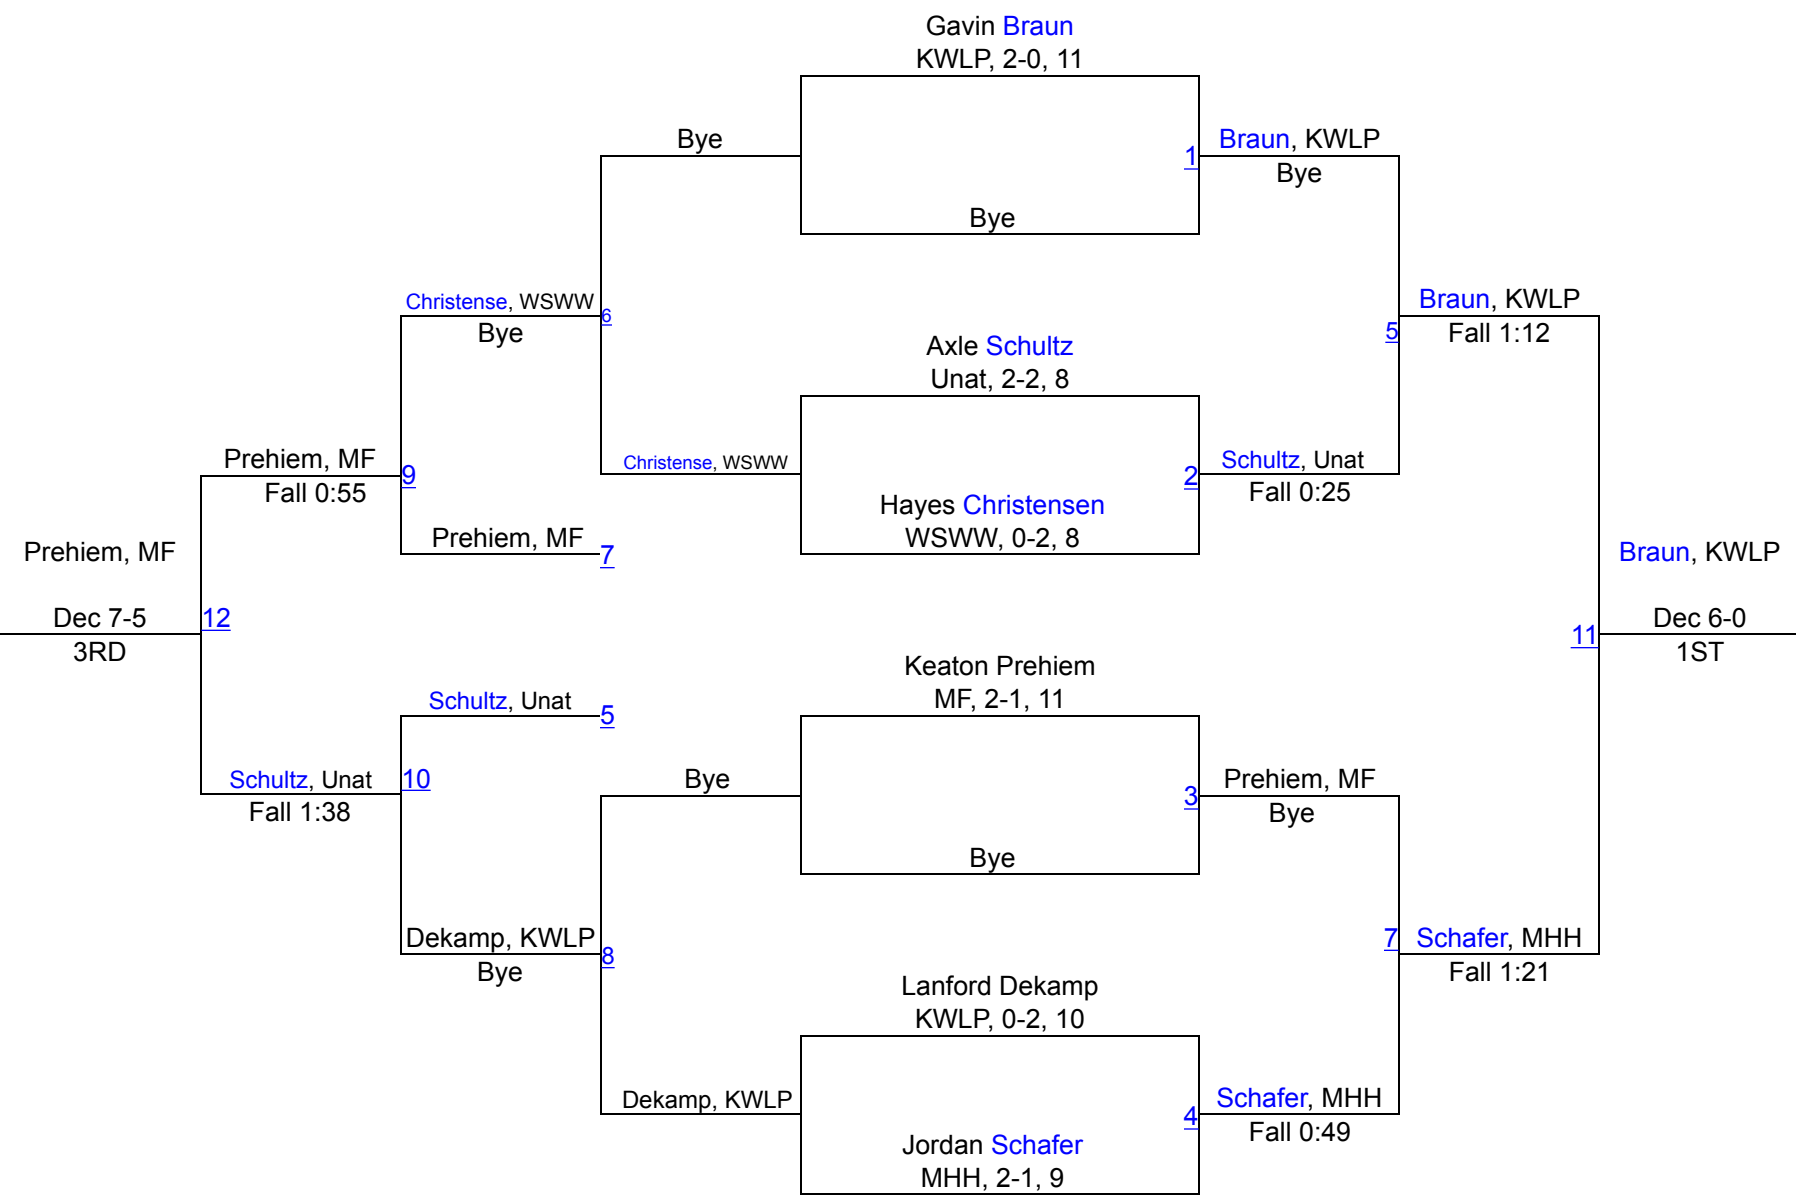 Gavin Braun
KWLP, 2-0, 11
Bye
1
Braun, KWLP
Bye
Bye
Christense, WSWW
6
Bye
Braun, KWLP
5
Fall 1:12
Axle Schultz
Unat, 2-2, 8
Prehiem, MF
9
Fall 0:55
Christense, WSWW
2
Schultz, Unat
Fall 0:25
Hayes Christensen
WSWW, 0-2, 8
Prehiem, MF
7
Prehiem, MF
Braun, KWLP
Dec 7-5
12
3RD
11
Dec 6-0
1ST
Keaton Prehiem
MF, 2-1, 11
Schultz, Unat
5
Schultz, Unat
10
Fall 1:38
Bye
3
Prehiem, MF
Bye
Bye
Dekamp, KWLP
8
Bye
7
Schafer, MHH
Fall 1:21
Lanford Dekamp
KWLP, 0-2, 10
Dekamp, KWLP
4
Schafer, MHH
Fall 0:49
Jordan Schafer
MHH, 2-1, 9